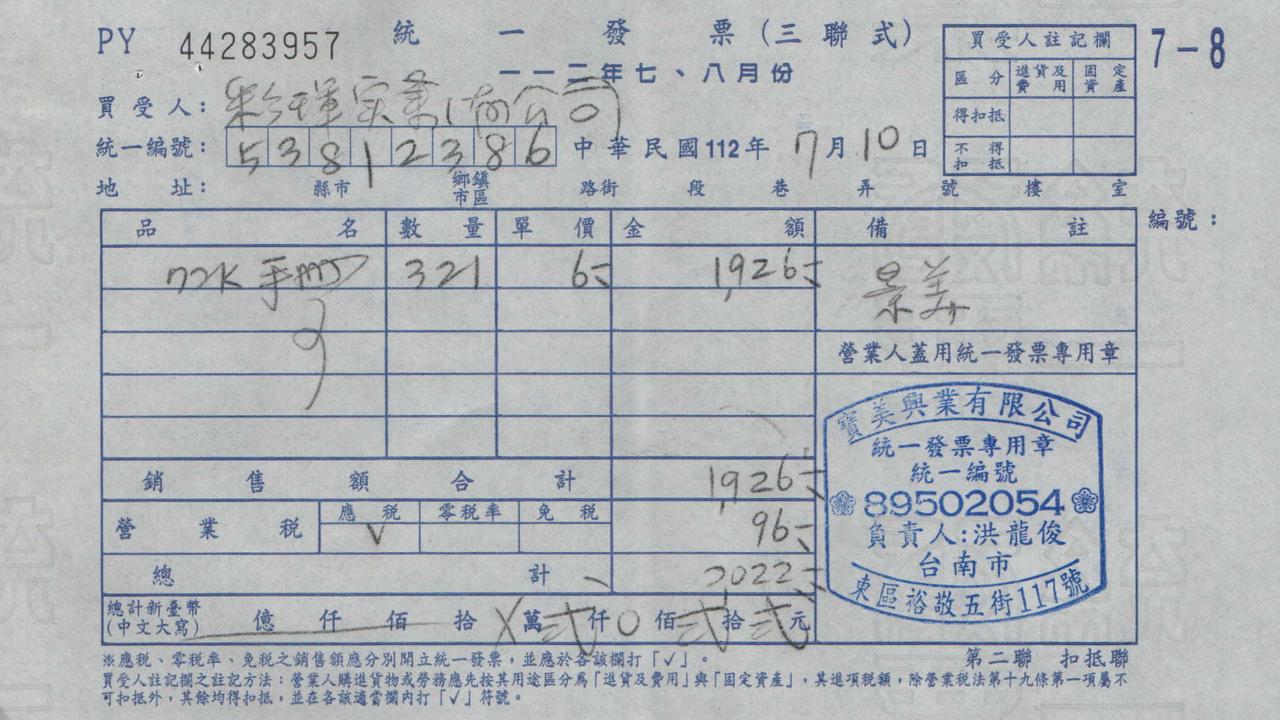 PY 44283957 統一發票(三聯式)
一一二年七、八月份
買受人註記欄 7-8
區分 進貨及費用 固定資產
得扣抵
不得扣抵
買受人: 實業(有)公司
統一編號: 53812386 中華民國112年7月10日
地址: 縣市 鄉鎮市區 路街 段 巷 弄 號 樓 室
品名 數量 單價 金額 備註 編號:
72K 手 321 6 1,926 景美
營業人蓋用統一發票專用章
寶美興業有限公司
統一發票專用章
統一編號
89502054
負責人:洪龍俊
台南市
東區裕敬五街117號
銷售額合計 1,926
營業稅 應稅 零稅率 免稅 96
V
總計 2,022
總計新臺幣(中文大寫) 億 仟 佰 拾 X 萬 貳 仟 0 佰 貳 拾 貳 元
※應稅、零稅率、免稅之銷售額應分別開立統一發票,並應於各該欄打「✓」。 第二聯 扣抵聯
買受人註記欄之註記方法:營業人購進貨物或勞務應先按其用途區分為「進貨及費用」與「固定資產」,其進項稅額,除營業稅法第十九條第一項屬不
可扣抵外,其餘均得扣抵,並在各該適當欄內打「✓」符號。